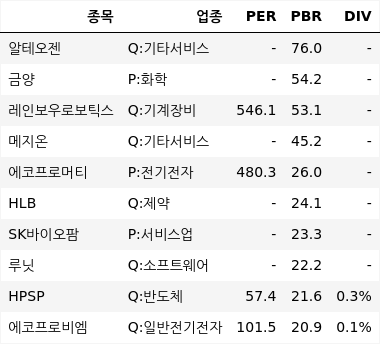 종목 업종 PER PBR DIV
알테오젠 Q:기타서비스 - 76.0 -
금양 P:화학 - 54.2 -
레인보우로보틱스 Q:기계장비 546.1 53.1 -
메지온 Q:기타서비스 - 45.2 -
에코프로머티 P:전기전자 480.3 26.0 -
HLB Q:제약 - 24.1 -
SK바이오팜 P:서비스업 - 23.3 -
루닛 Q:소프트웨어 - 22.2 -
HPSP Q:반도체 57.4 21.6 0.3%
에코프로비엠 Q:일반전기전자 101.5 20.9 0.1%